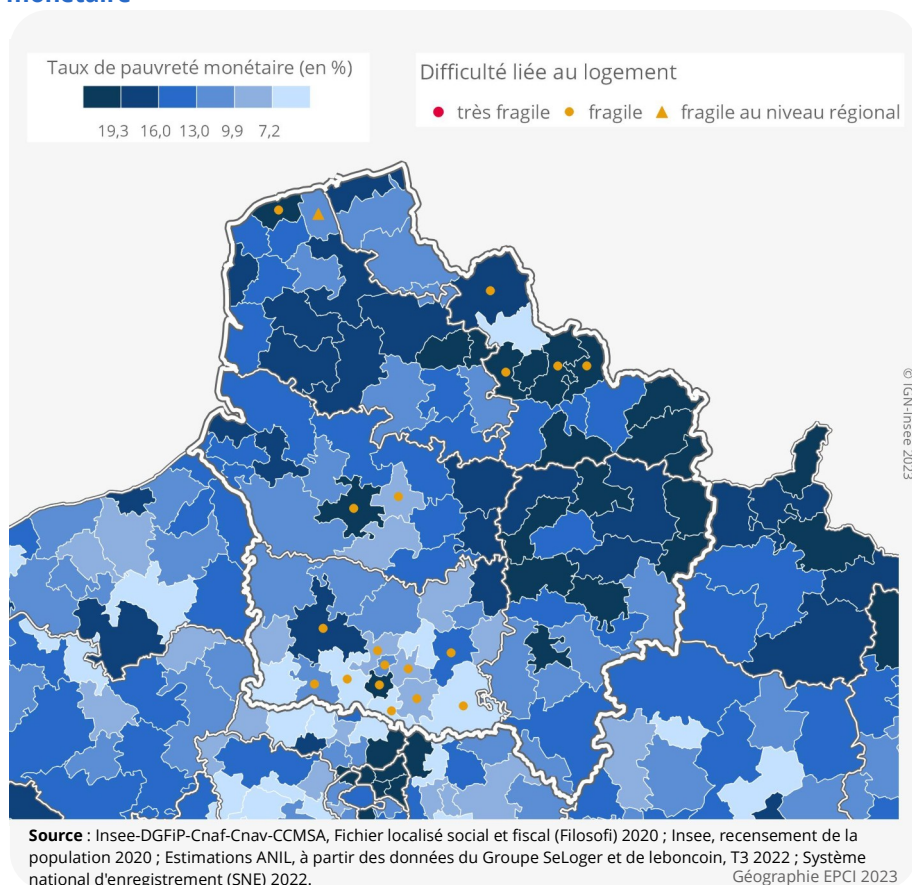 monétaire
Taux de pauvreté monétaire (en %)
19,3 16,0 13,0 9,9 7,2
Difficulté liée au logement
très fragile fragile fragile au niveau régional
© IGN-Insee 2023
Source : Insee-DGFiP-Cnaf-Cnav-CCMSA, Fichier localisé social et fiscal (Filosofi) 2020 ; Insee, recensement de la
population 2020 ; Estimations ANIL, à partir des données du Groupe SeLoger et de leboncoin, T3 2022 ; Système
national d'enregistrement (SNE) 2022.
Géographie EPCI 2023